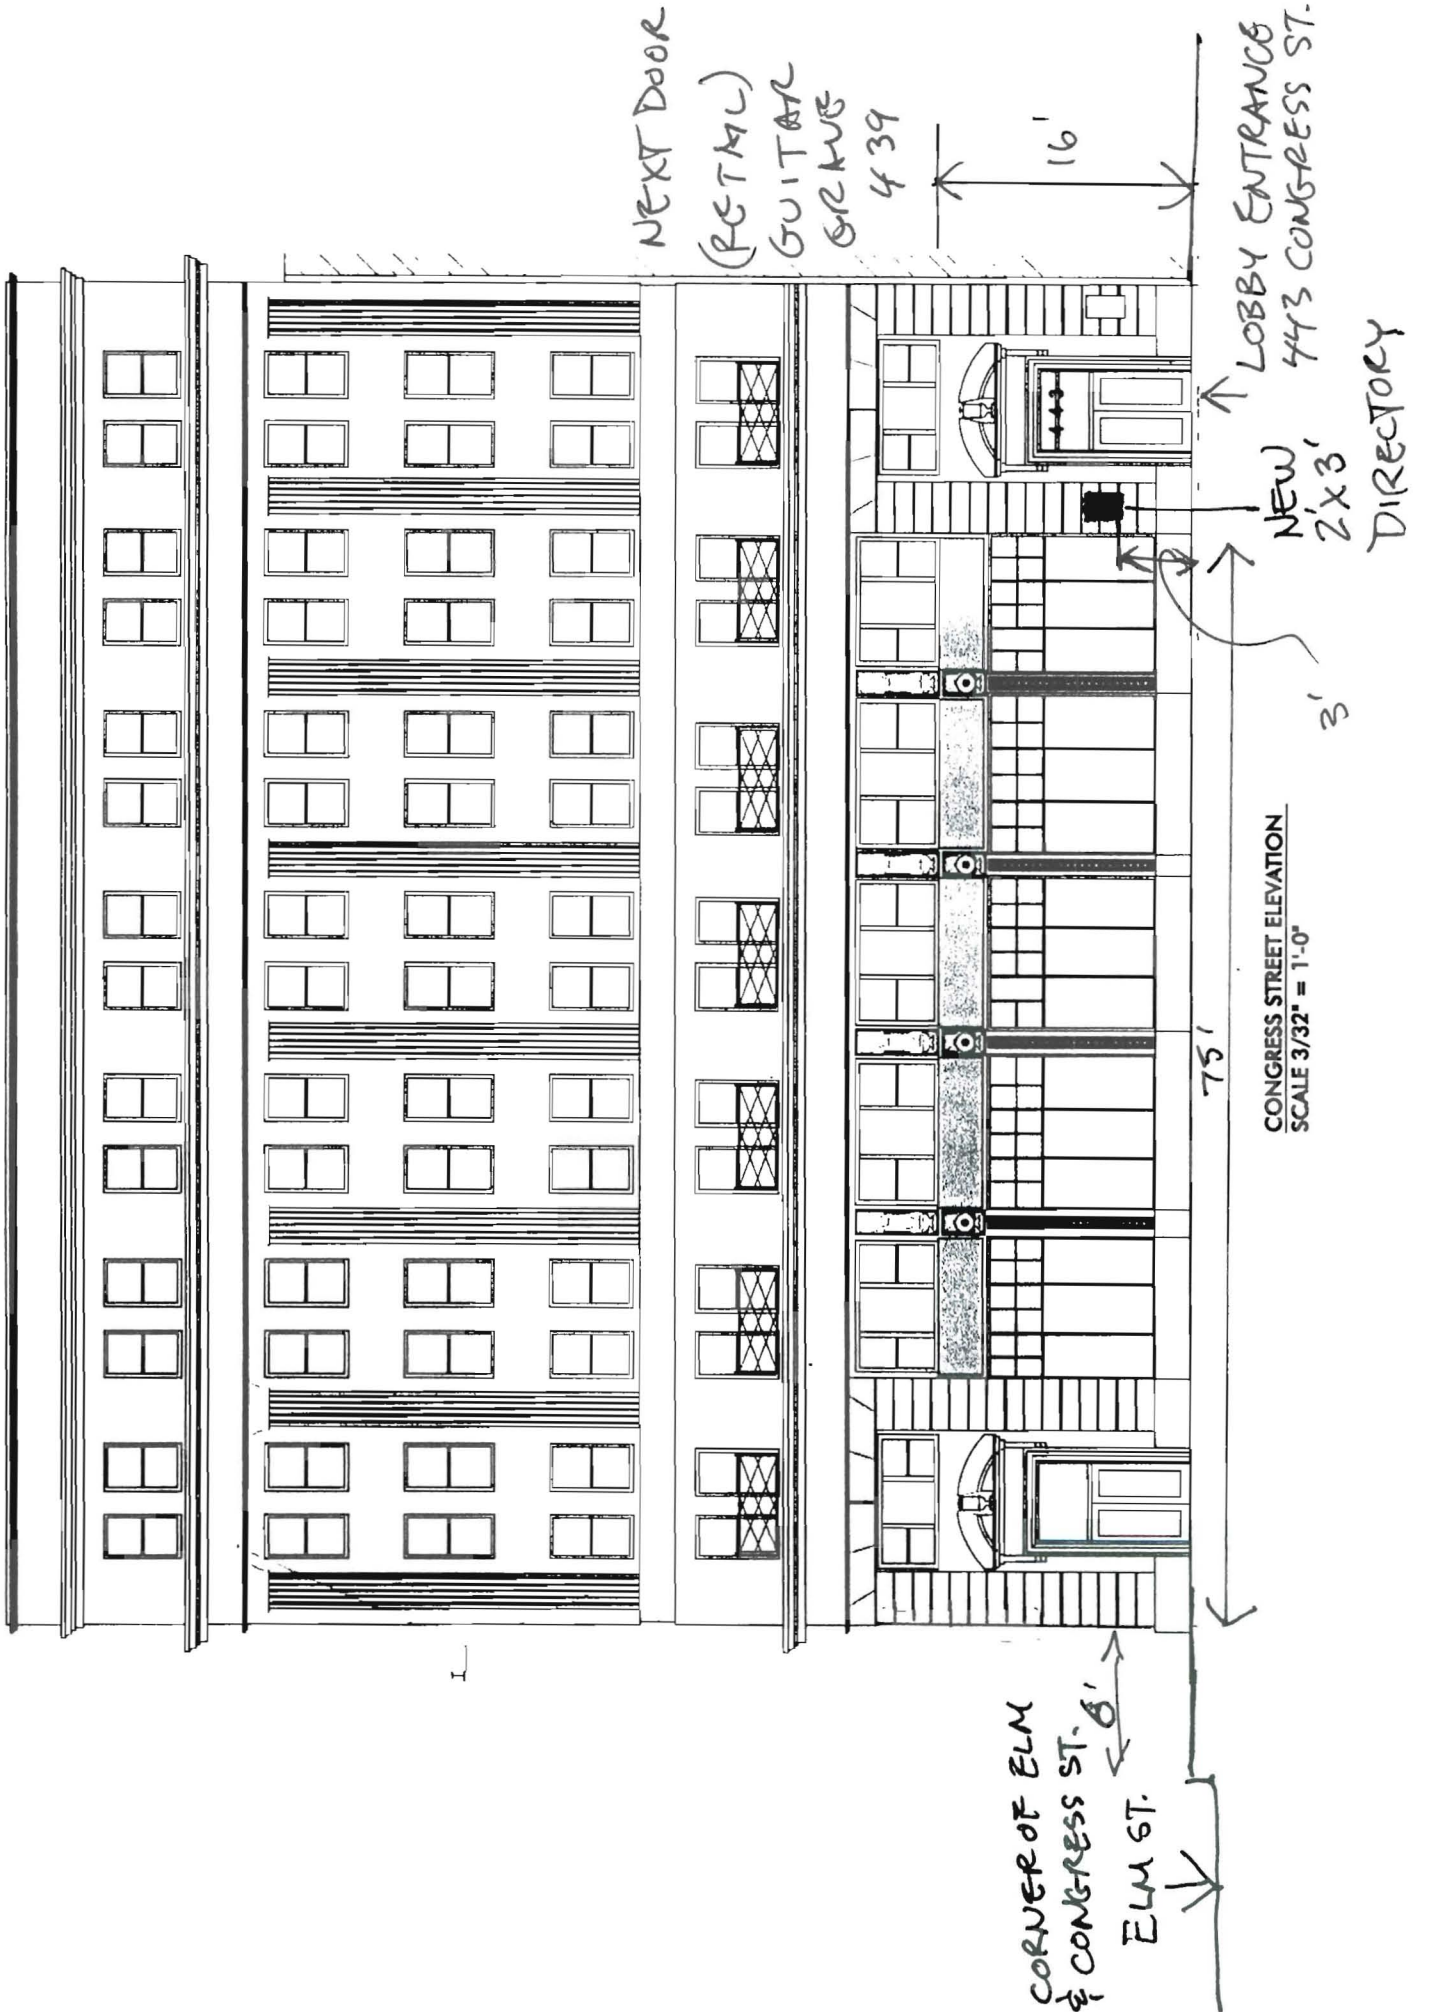 NEXT DOOR
(RETAIL)
GUITAR
GRAVE
439
16'
443
LOBBY ENTRANCE
443 CONGRESS ST.
NEW
2'X3'
DIRECTORY
3'
75'
CONGRESS STREET ELEVATION
SCALE 3/32" = 1'-0"
CORNER OF ELM
& CONGRESS ST.
8'
ELM ST.